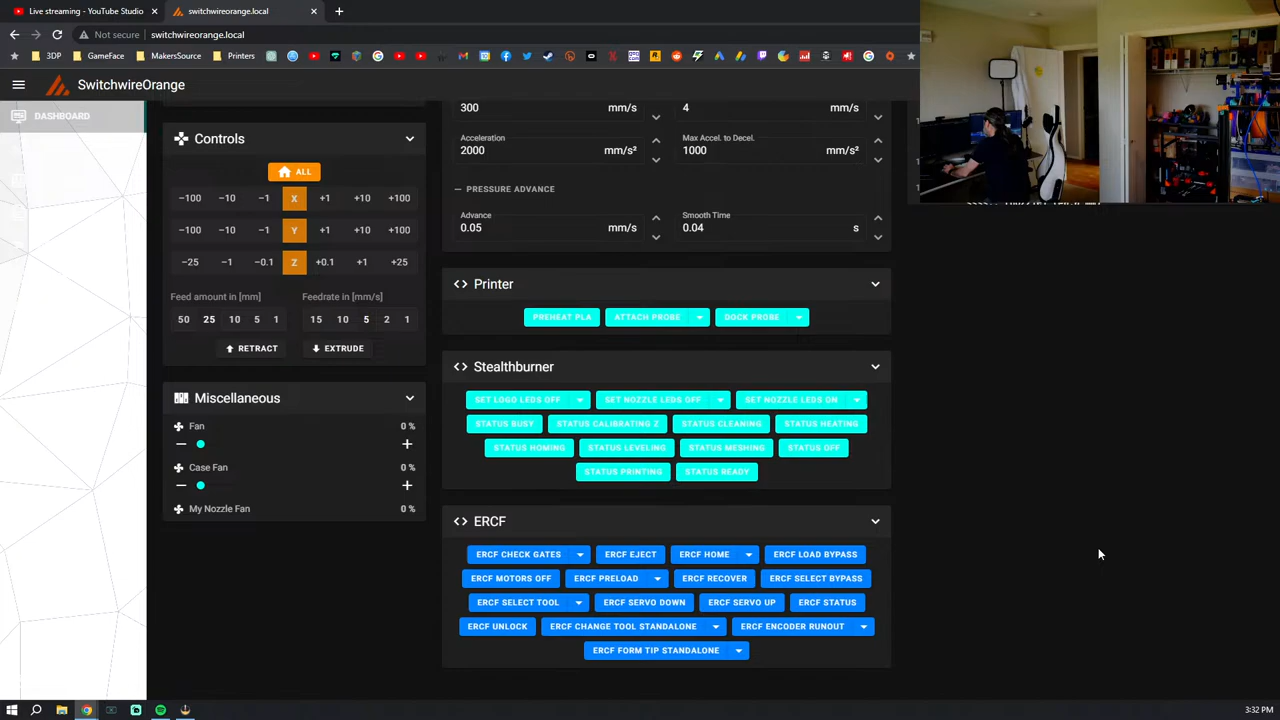 Live streaming - YouTube Studio
switchwireorange.local
Not secure
switchwireorange.local
3DP
GameFace
MakersSource
Printers
SwitchwireOrange
DASHBOARD
Controls
ALL
-100 -10 -1 X +1 +10 +100
-100 -10 -1 Y +1 +10 +100
-25 -1 -0.1 Z +0.1 +1 +25
Feed amount in [mm]
Feedrate in [mm/s]
50 25 10 5 1
15 10 5 2 1
RETRACT
EXTRUDE
Miscellaneous
Fan 0 %
Case Fan 0 %
My Nozzle Fan 0 %
300 mm/s
4 mm/s
Acceleration
2000 mm/s²
Max Accel. to Decel.
1000 mm/s²
PRESSURE ADVANCE
Advance
0.05 mm/s
Smooth Time
0.04 s
Printer
PREHEAT PLA ATTACH PROBE DOCK PROBE
Stealthburner
SET LOGO LEDS OFF SET NOZZLE LEDS OFF SET NOZZLE LEDS ON
STATUS BUSY STATUS CALIBRATING Z STATUS CLEANING STATUS HEATING
STATUS HOMING STATUS LEVELING STATUS MESHING STATUS OFF
STATUS PRINTING STATUS READY
ERCF
ERCF CHECK GATES ERCF EJECT ERCF HOME ERCF LOAD BYPASS
ERCF MOTORS OFF ERCF PRELOAD ERCF RECOVER ERCF SELECT BYPASS
ERCF SELECT TOOL ERCF SERVO DOWN ERCF SERVO UP ERCF STATUS
ERCF UNLOCK ERCF CHANGE TOOL STANDALONE ERCF ENCODER RUNOUT
ERCF FORM TIP STANDALONE
3:32 PM